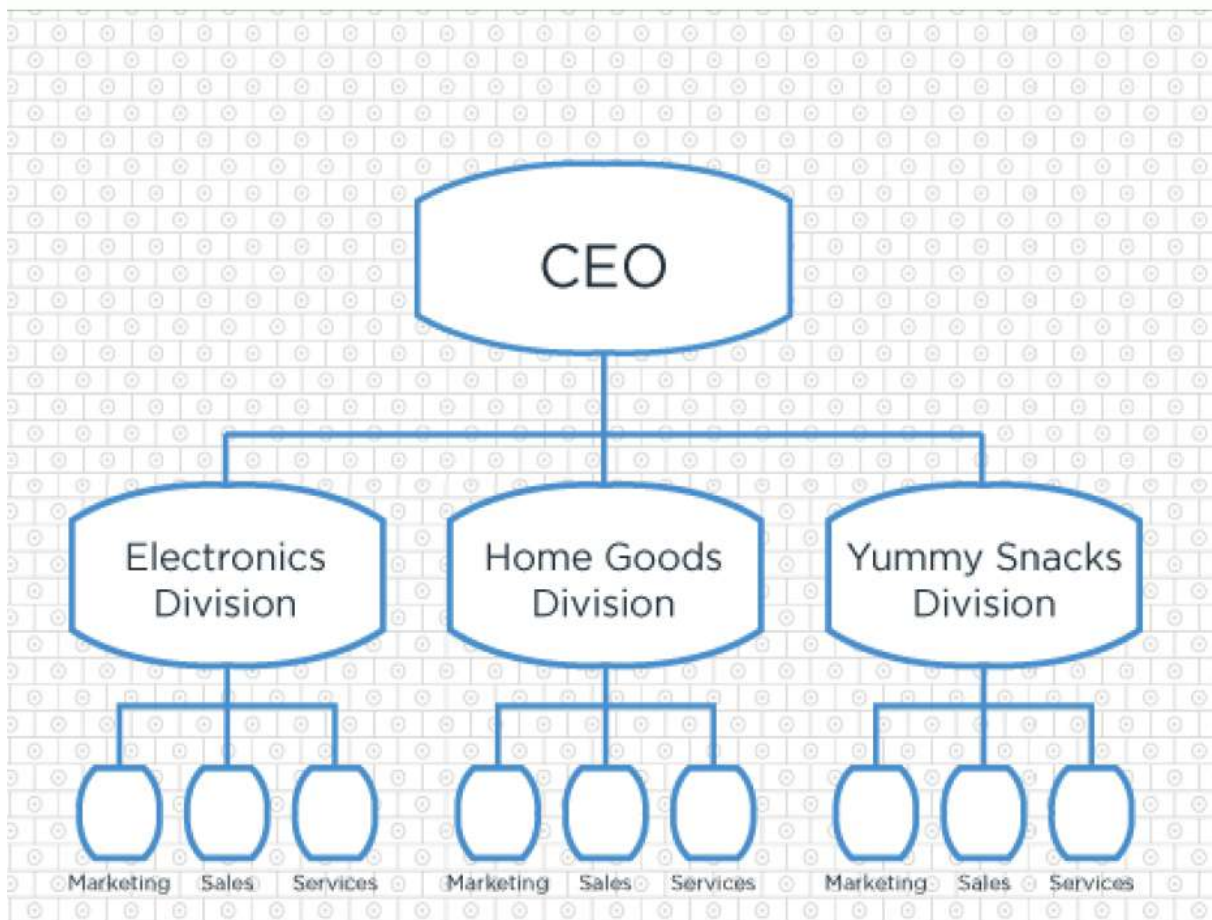 CEO
Electronics
Division
Home Goods
Division
Yummy Snacks
Division
Marketing Sales Services
Marketing Sales Services
Marketing Sales Services